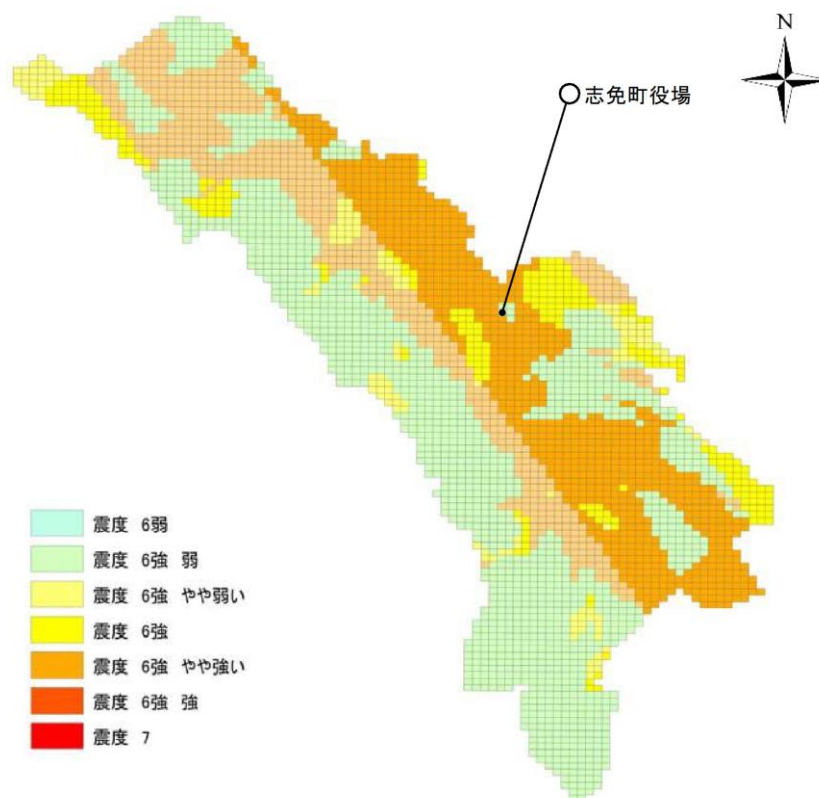 N
志免町役場
震度 6弱
震度 6強 弱
震度 6強 やや弱い
震度 6強
震度 6強 やや強い
震度 6強 強
震度 7